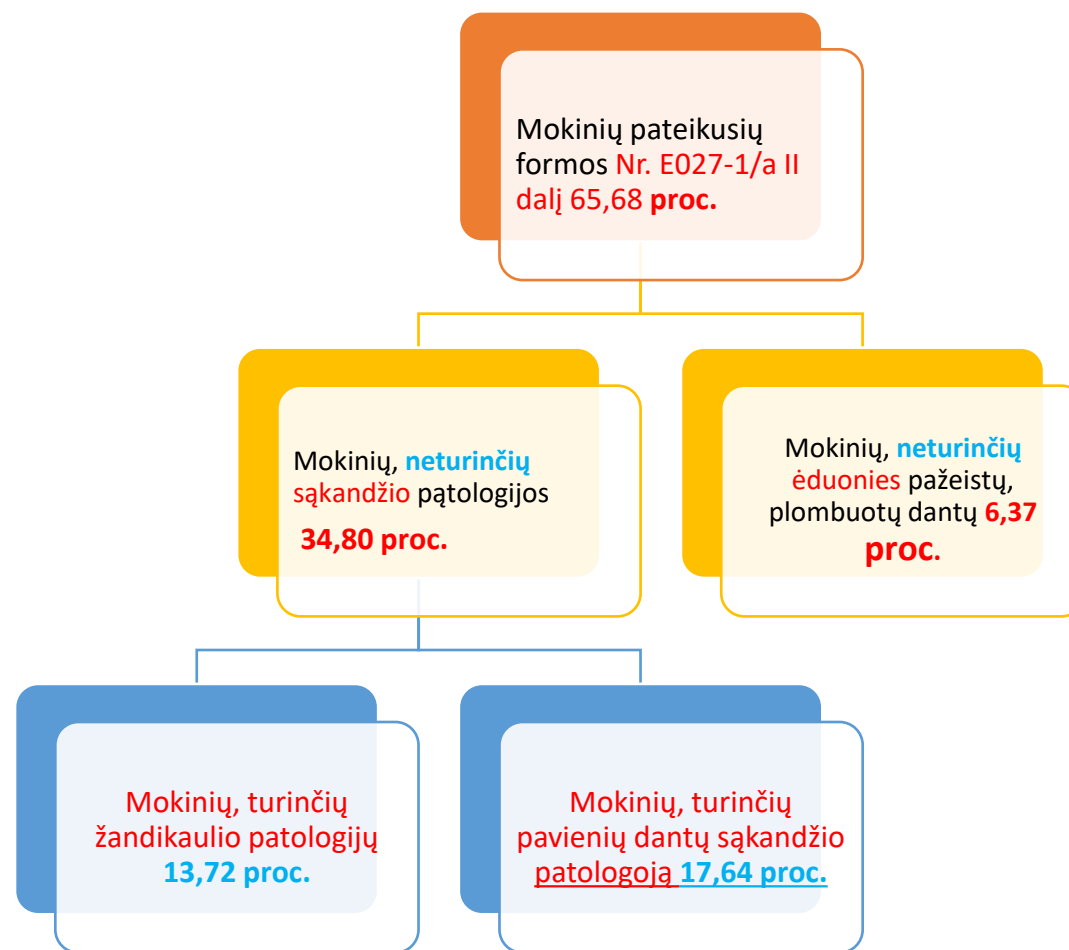 Mokinių pateikusių
formos Nr. E027-1/a II
dalį 65,68 proc.
Mokinių, neturinčių
sąkandžio pątologijos
34,80 proc.
Mokinių, neturinčių
ėduonies pažeistų,
plombuotų dantų 6,37
proc.
Mokinių, turinčių
žandikaulio patologijų
13,72 proc.
Mokinių, turinčių
pavienių dantų sąkandžio
patologoją 17,64 proc.